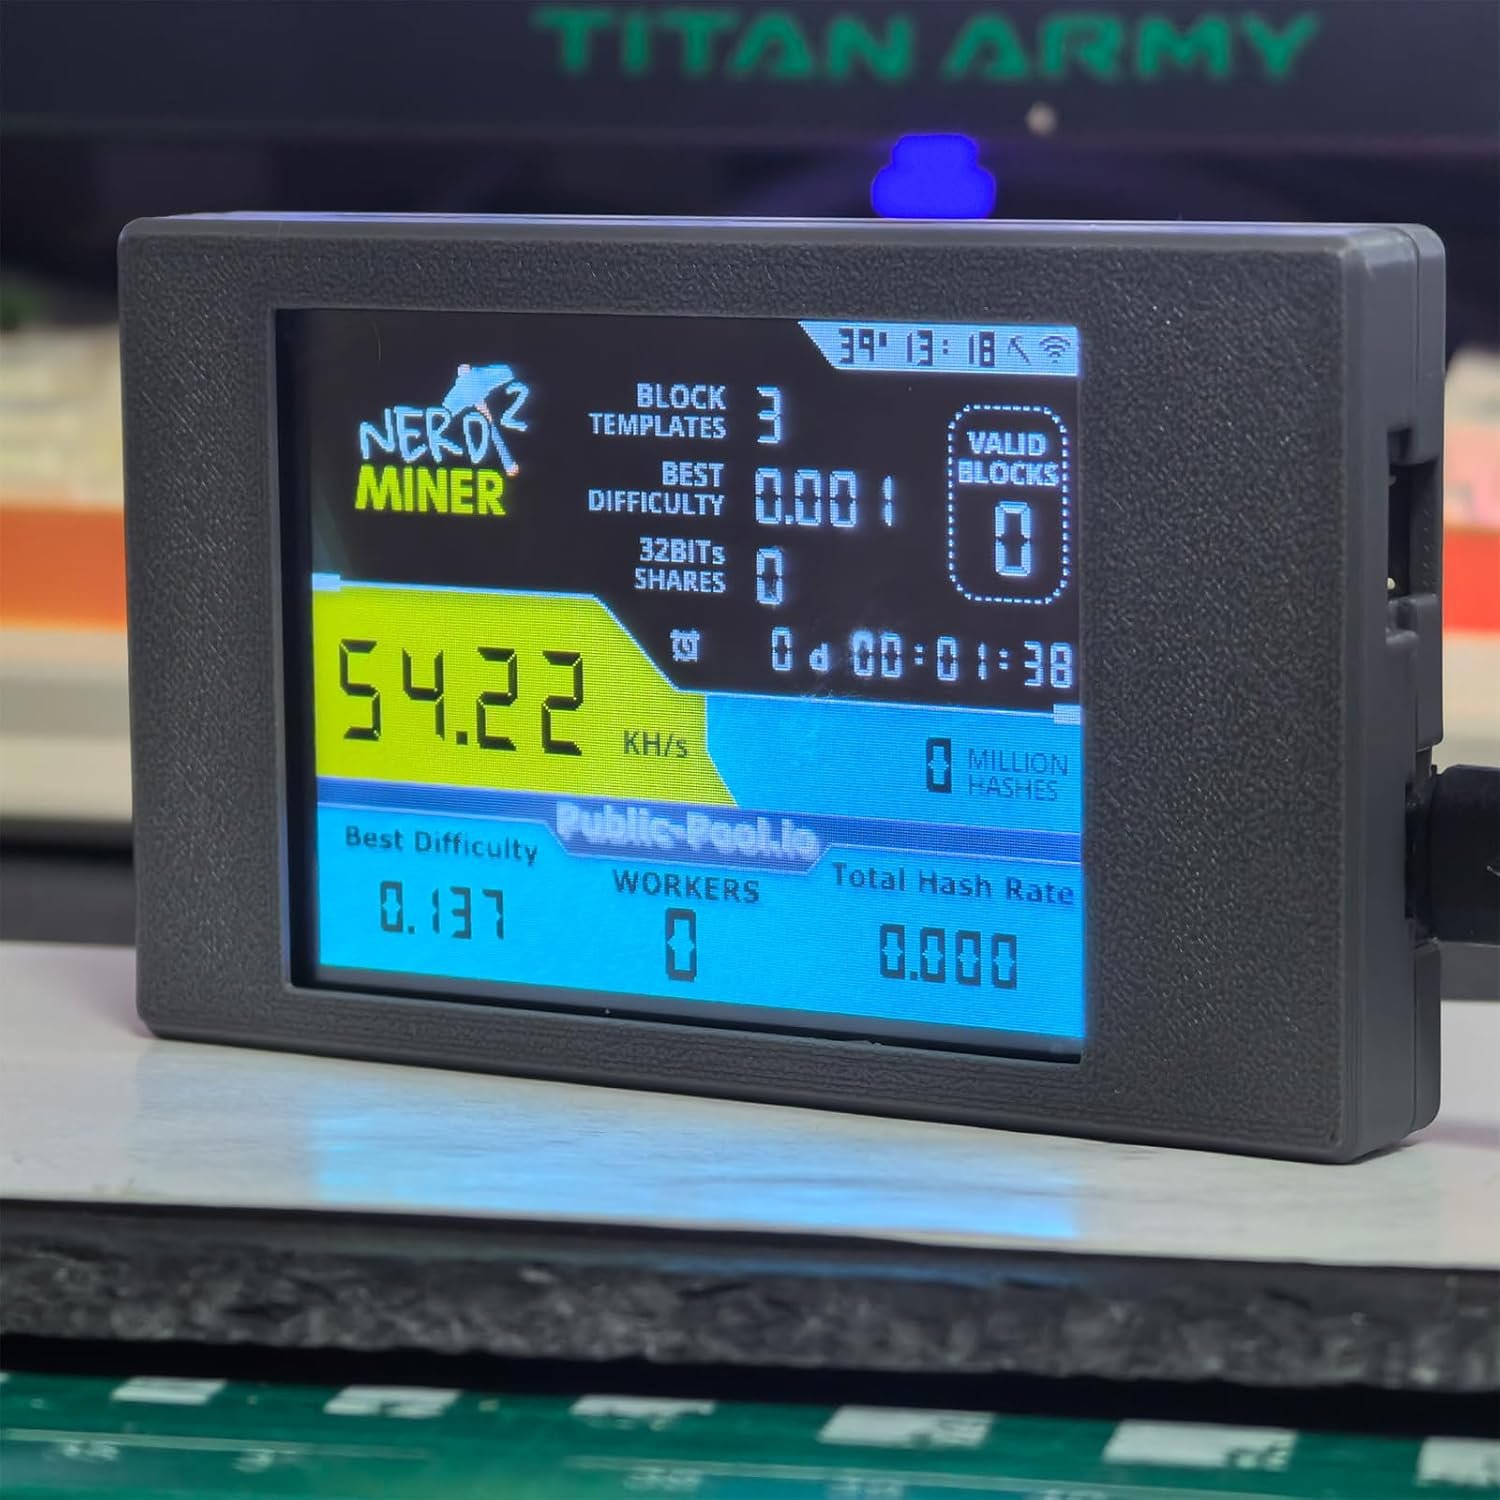 TITAN ARMY
39° 13:18
NERD 2
MINER
BLOCK
TEMPLATES 3
BEST
DIFFICULTY 0.001
32BITs
SHARES 0
VALID
BLOCKS
0
0 d 00:01:38
54.22 KH/s
0 MILLION
HASHES
Public-Pool.io
Best Difficulty
0.137
WORKERS
0
Total Hash Rate
0.000